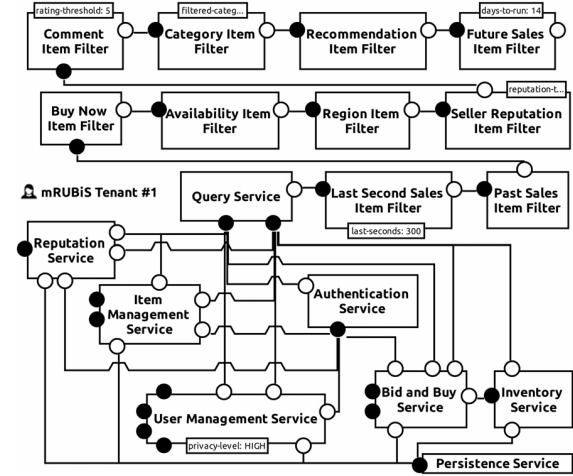 rating-threshold: 5
filtered-categ...
days-to-run: 14
Comment
Item Filter
Category Item
Filter
Recommendation
Item Filter
Future Sales
Item Filter
reputation-t...
Buy Now
Item Filter
Availability Item
Filter
Region Item
Filter
Seller Reputation
Item Filter
mRUBiS Tenant #1
Query Service
Last Second Sales
Item Filter
last-seconds: 300
Past Sales
Item Filter
Reputation
Service
Item
Management
Service
Authentication
Service
User Management Service
privacy-level: HIGH
Bid and Buy
Service
Inventory
Service
Persistence Service